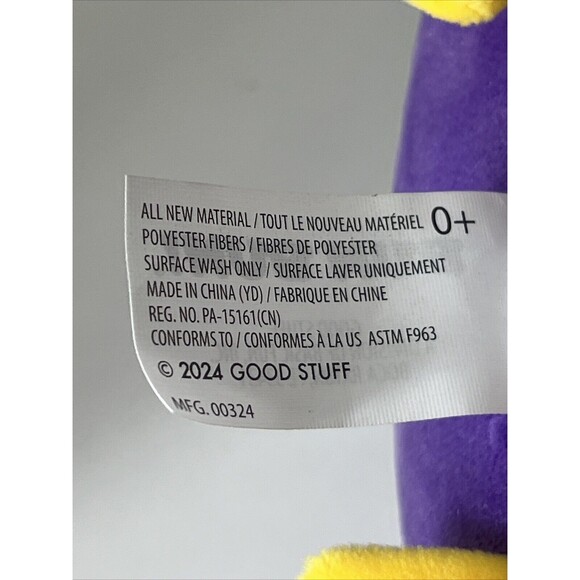 ALL NEW MATERIAL / TOUT LE NOUVEAU MATÉRIEL 0+
POLYESTER FIBERS / FIBRES DE POLYESTER
SURFACE WASH ONLY / SURFACE LAVER UNIQUEMENT
MADE IN CHINA (YD) / FABRIQUE EN CHINE
REG. NO. PA-15161(CN)
CONFORMS TO / CONFORMES À LA US ASTM F963
© 2024 GOOD STUFF
MFG. 00324